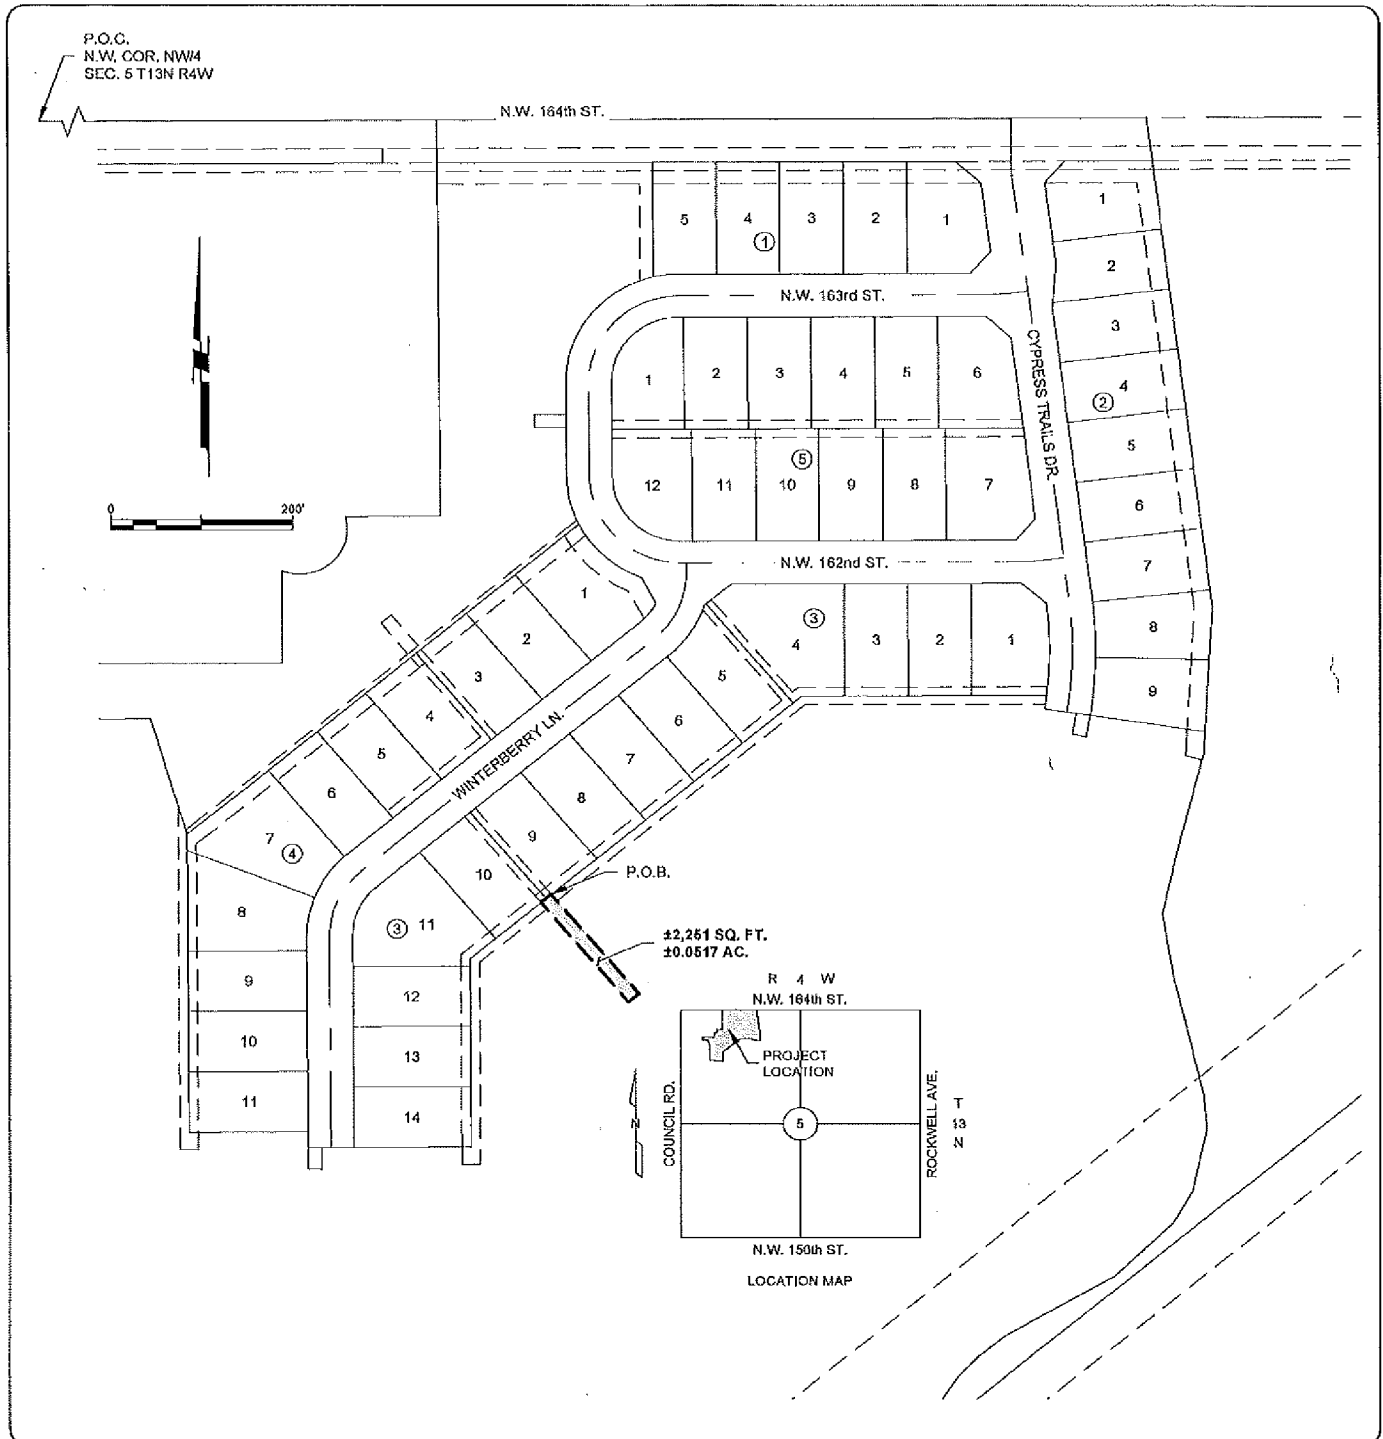 P.O.C.
N.W. COR. NW/4
SEC. 5 T13N R4W
N.W. 164th ST.
5
4
3
2
1
①
1
2
3
4
②
5
6
7
8
9
N.W. 163rd ST.
CYPRESS TRAILS DR.
1
2
3
4
5
6
⑤
12
11
10
9
8
7
0
200'
N.W. 162nd ST.
③
4
3
2
1
1
2
3
4
5
6
7
④
8
9
10
11
WINTERBERRY LN.
5
6
7
8
9
10
③
11
12
13
14
P.O.B.
±2,251 SQ. FT.
±0.0517 AC.
R 4 W
N.W. 164th ST.
PROJECT
LOCATION
COUNCIL RD.
5
ROCKWELL AVE.
T
13
N
N
N.W. 150th ST.
LOCATION MAP